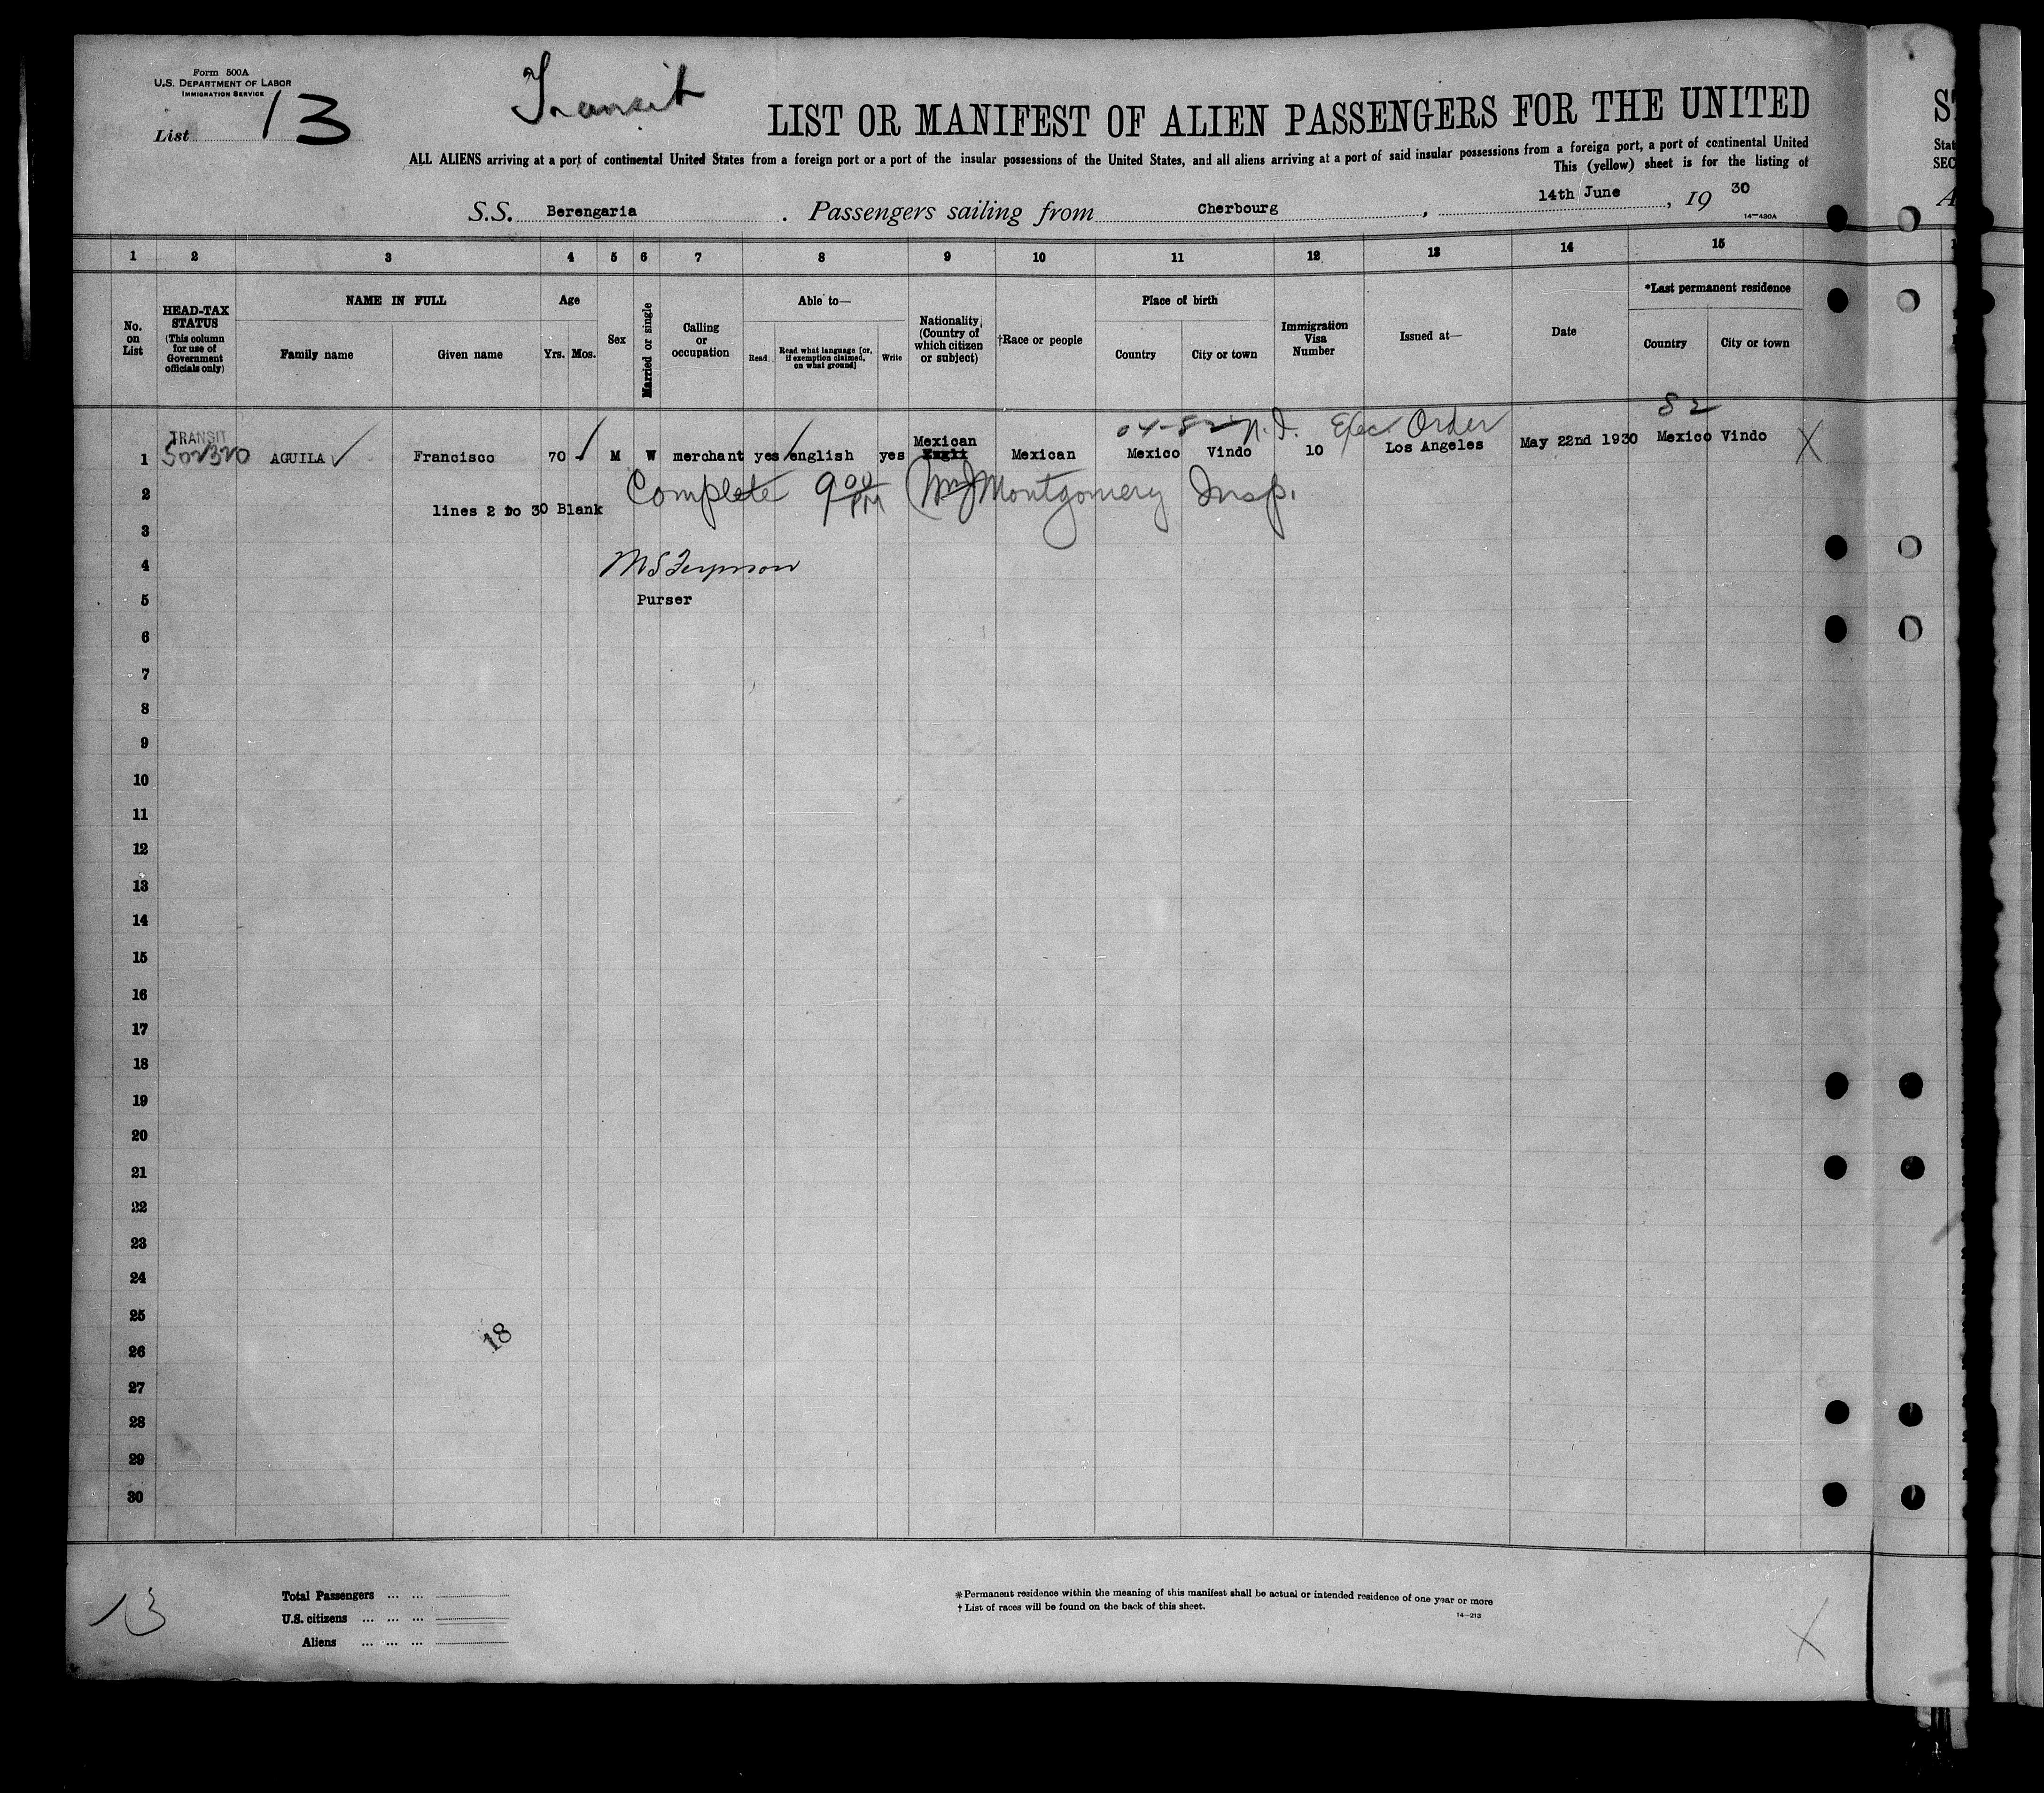 Form 500A
U.S. DEPARTMENT OF LABOR
IMMIGRATION SERVICE
List 13
Transit
LIST OR MANIFEST OF ALIEN PASSENGERS FOR THE UNITED
ALL ALIENS arriving at a port of continental United States from a foreign port or a port of the insular possessions of the United States, and all aliens arriving at a port of said insular possessions from a foreign port, a port of continental United
This (yellow) sheet is for the listing of
S.S. Berengaria . Passengers sailing from Cherbourg , 14th June , 19 30
14-480A
1 2 3 4 5 6 7 8 9 10 11 12 13 14 15
No. on List
HEAD-TAX STATUS
(This column for use of Government officials only)
NAME IN FULL
Family name
Given name
Age
Yrs. Mos.
Sex
Married or single
Calling or occupation
Able to—
Read
Read what language [or, if exemption claimed, on what ground]
Write
Nationality. (Country of which citizen or subject)
†Race or people
Place of birth
Country
City or town
Immigration Visa Number
Issued at—
Date
*Last permanent residence
Country
City or town
04-82 N.I. Exec Order 82
TRANSIT
1 AGUILA Francisco 70 M W merchant yes english yes Mexican Mexican Mexico Vindo 10 Los Angeles May 22nd 1930 Mexico Vindo X
2 Complete 9 00 PM Wm J Montgomery Insp.
lines 2 to 30 Blank
3
4
5 Purser
6
7
8
9
10
11
12
13
14
15
16
17
18
19
20
21
22
23
24
25
18
26
27
28
29
30
13
Total Passengers ... ...
U.S. citizens ... ... ...
Aliens ... ... ...
*Permanent residence within the meaning of this manifest shall be actual or intended residence of one year or more
† List of races will be found on the back of this sheet.
14-213
X